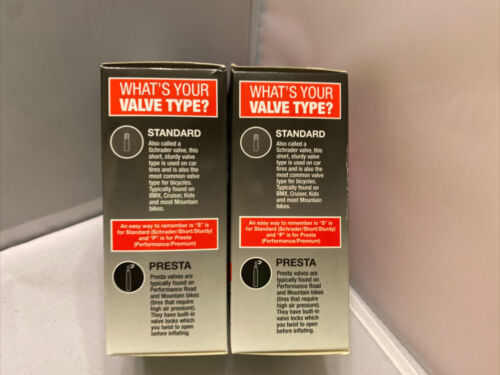 WHAT'S YOUR
VALVE TYPE?
STANDARD
Also called a
Schrader valve, this
short, sturdy valve
type is used on car
tires and is also the
most common valve
type for bicycles.
Typically found on
BMX, Cruiser, Kids
and most Mountain
bikes.
An easy way to remember is "S" is
for Standard (Schrader/Short/Sturdy)
and "P" is for Presta
(Performance/Premium)
PRESTA
Presta valves are
typically found on
Performance Road
and Mountain bikes
(tires that require
high air pressure).
They have built-in
valve locks which
you twist to open
before inflating.
WHAT'S YOUR
VALVE TYPE?
STANDARD
Also called a
Schrader valve, this
short, sturdy valve
type is used on car
tires and is also the
most common valve
type for bicycles.
Typically found on
BMX, Cruiser, Kids
and most Mountain
bikes.
An easy way to remember is "S" is
for Standard (Schrader/Short/Sturdy)
and "P" is for Presta
(Performance/Premium)
PRESTA
Presta valves are
typically found on
Performance Road
and Mountain bikes
(tires that require
high air pressure).
They have built-in
valve locks which
you twist to open
before inflating.